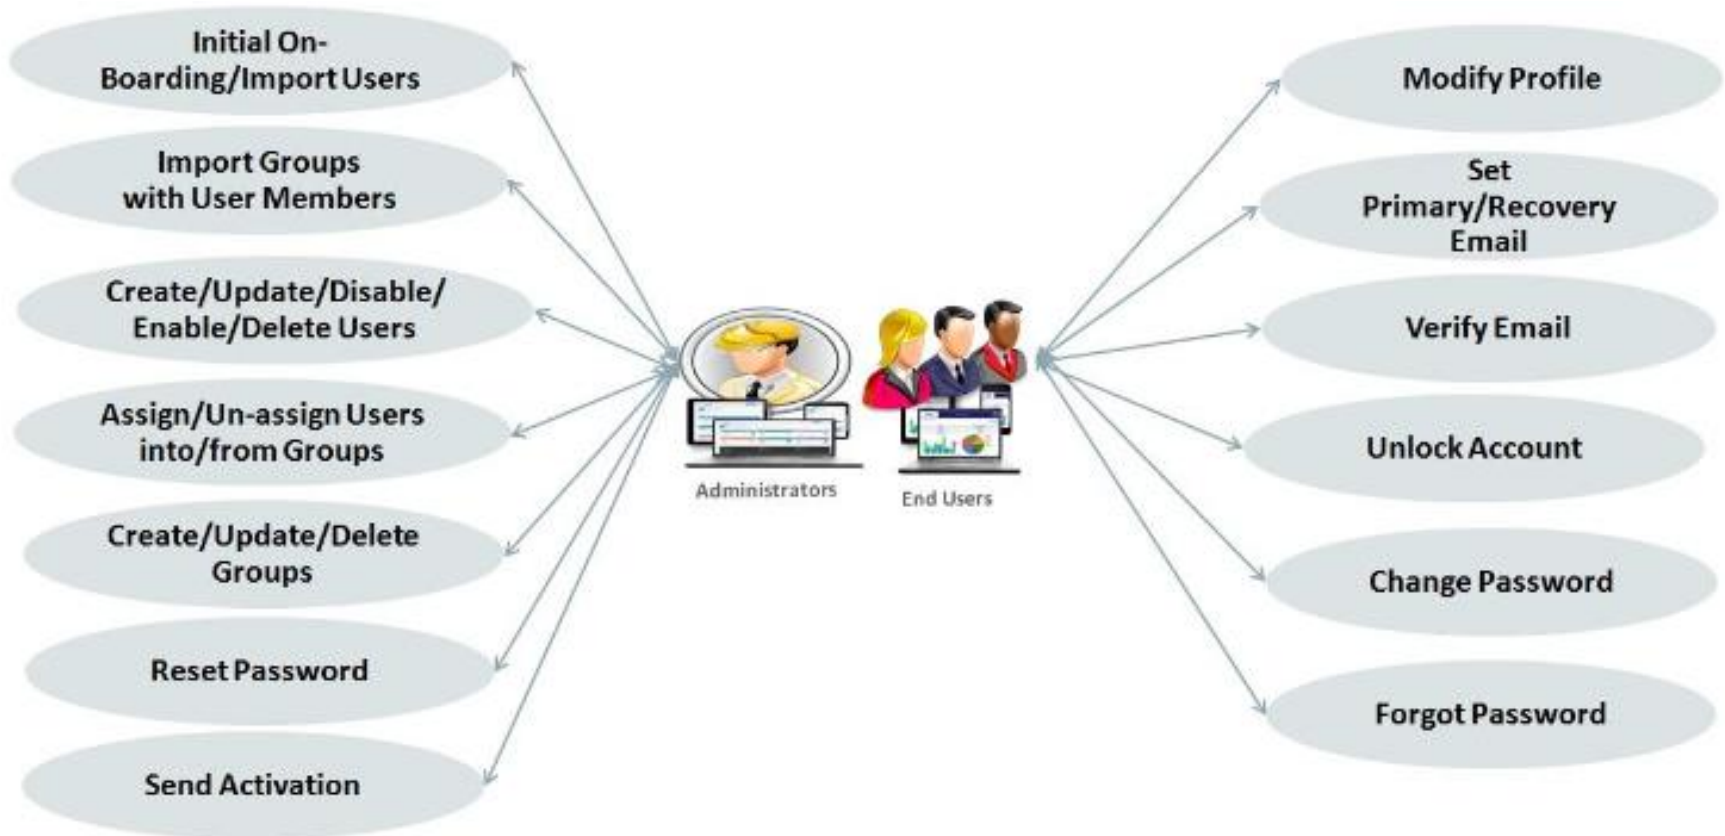 Initial On-
Boarding/Import Users
Import Groups
with User Members
Create/Update/Disable/
Enable/Delete Users
Assign/Un-assign Users
into/from Groups
Create/Update/Delete
Groups
Reset Password
Send Activation
Administrators
End Users
Modify Profile
Set
Primary/Recovery
Email
Verify Email
Unlock Account
Change Password
Forgot Password